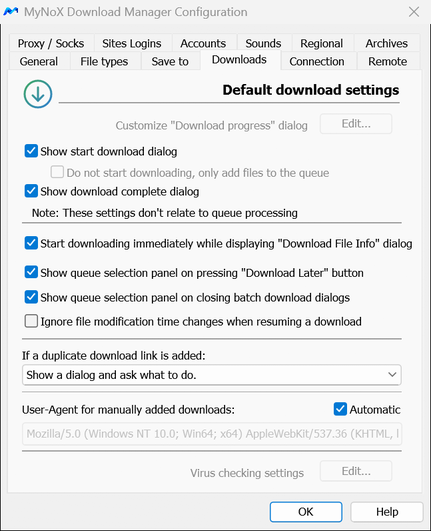 MyNoX Download Manager Configuration
Proxy / Socks Sites Logins Accounts Sounds Regional Archives
General File types Save to Downloads Connection Remote
Default download settings
Customize "Download progress" dialog Edit...
Show start download dialog
Do not start downloading, only add files to the queue
Show download complete dialog
Note: These settings don't relate to queue processing
Start downloading immediately while displaying "Download File Info" dialog
Show queue selection panel on pressing "Download Later" button
Show queue selection panel on closing batch download dialogs
Ignore file modification time changes when resuming a download
If a duplicate download link is added:
Show a dialog and ask what to do.
User-Agent for manually added downloads: Automatic
Mozilla/5.0 (Windows NT 10.0; Win64; x64) AppleWebKit/537.36 (KHTML, l
Virus checking settings Edit...
OK Help